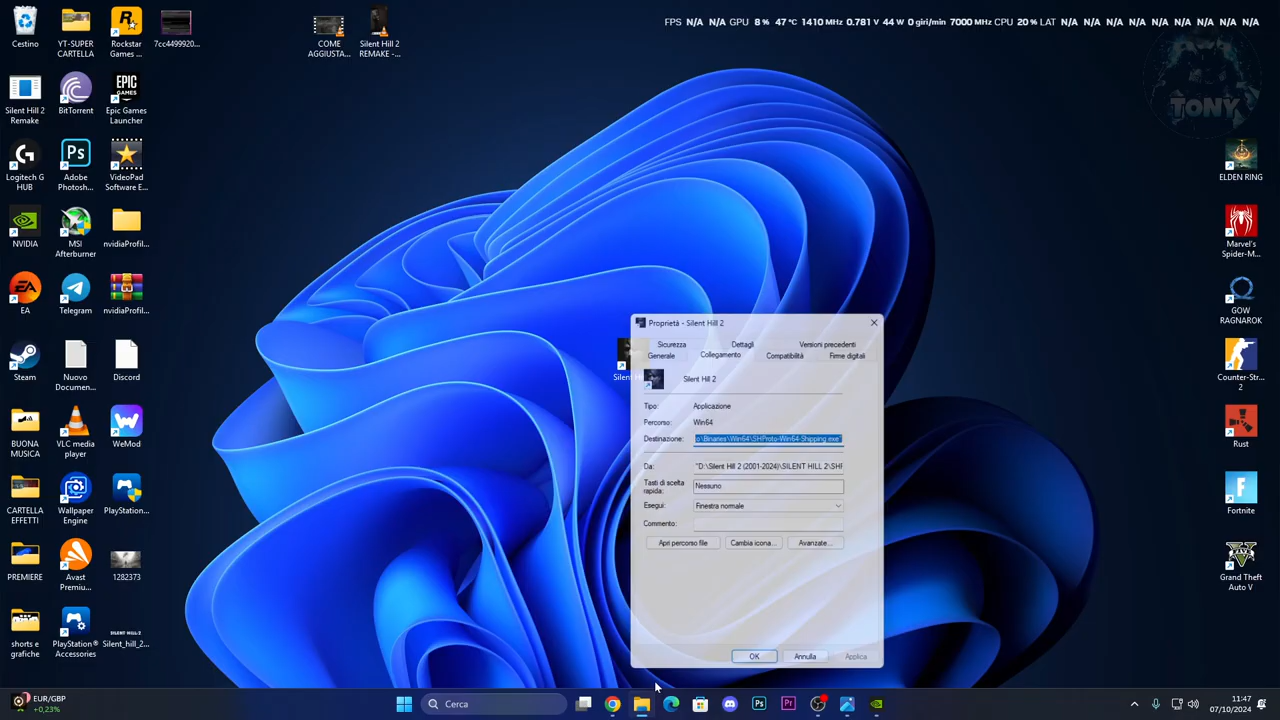 FPS N/A N/A GPU 8 % 47 °C 1410 MHz 0.781 V 44 W 0 giri/min 7000 MHz CPU 20 % LAT N/A N/A N/A N/A N/A N/A N/A N/A
TONY
Cestino
YT-SUPER
CARTELLA
Rockstar
Games ...
7cc4499920...
COME
AGGIUSTA...
Silent Hill 2
REMAKE -...
Silent Hill 2
Remake
BitTorrent
Epic Games
Launcher
Logitech G
HUB
Adobe
Photosh...
VideoPad
Software E...
NVIDIA
MSI
Afterburner
nvidiaProfil...
EA
Telegram
nvidiaProfil...
Steam
Nuovo
Documen...
Discord
BUONA
MUSICA
VLC media
player
WeMod
CARTELLA
EFFETTI
Wallpaper
Engine
PlayStation...
PREMIERE
Avast
Premiu...
1282373
shorts e
grafiche
PlayStation®
Accessories
SILENT HILL 2
Silent_hill_2...
ELDEN RING
Marvel's
Spider-M...
GOW
RAGNAROK
Counter-Str...
2
Rust
Fortnite
Grand Theft
Auto V
Proprietà - Silent Hill 2
Sicurezza Dettagli Versioni precedenti
Generale Collegamento Compatibilità Firme digitali
Silent Hill 2
Tipo: Applicazione
Percorso: Win64
Destinazione: o\Binaries\Win64\SHProto-Win64-Shipping.exe"
Da: "D:\Silent Hill 2 (2001-2024)\SILENT HILL 2\SHF
Tasti di scelta
rapida: Nessuno
Esegui: Finestra normale
Commento:
Apri percorso file Cambia icona... Avanzate...
OK Annulla Applica
EUR/GBP
+0,23%
Cerca
11:47
07/10/2024